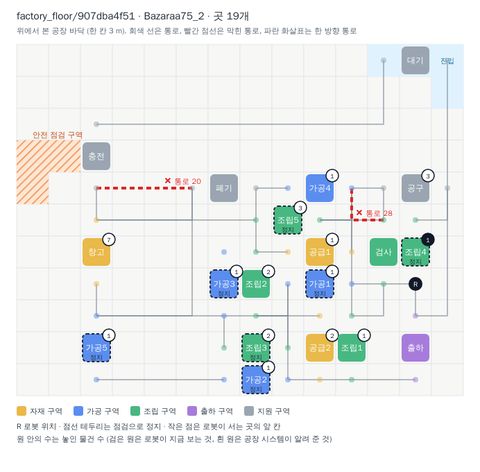 factory_floor/907dba4f51 · Bazaraa75_2 · 곳 19개
위에서 본 공장 바닥 (한 칸 3 m). 회색 선은 통로, 빨간 점선은 막힌 통로, 파란 화살표는 한 방향 통로
대기
진입
안전 점검 구역
충전
통로 20
폐기
가공4
1
공구
3
조립5
정지
3
통로 28
창고
7
공급1
1
검사
조립4
정지
1
가공3
정지
1
조립2
2
가공1
정지
1
R
가공5
정지
1
조립3
정지
2
공급2
2
조립1
1
출하
가공2
정지
1
자재 구역
가공 구역
조립 구역
출하 구역
지원 구역
R 로봇 위치 · 점선 테두리는 점검으로 정지 · 작은 점은 로봇이 서는 곳의 앞 칸
원 안의 수는 놓인 물건 수 (검은 원은 로봇이 지금 보는 것, 흰 원은 공장 시스템이 알려 준 것)